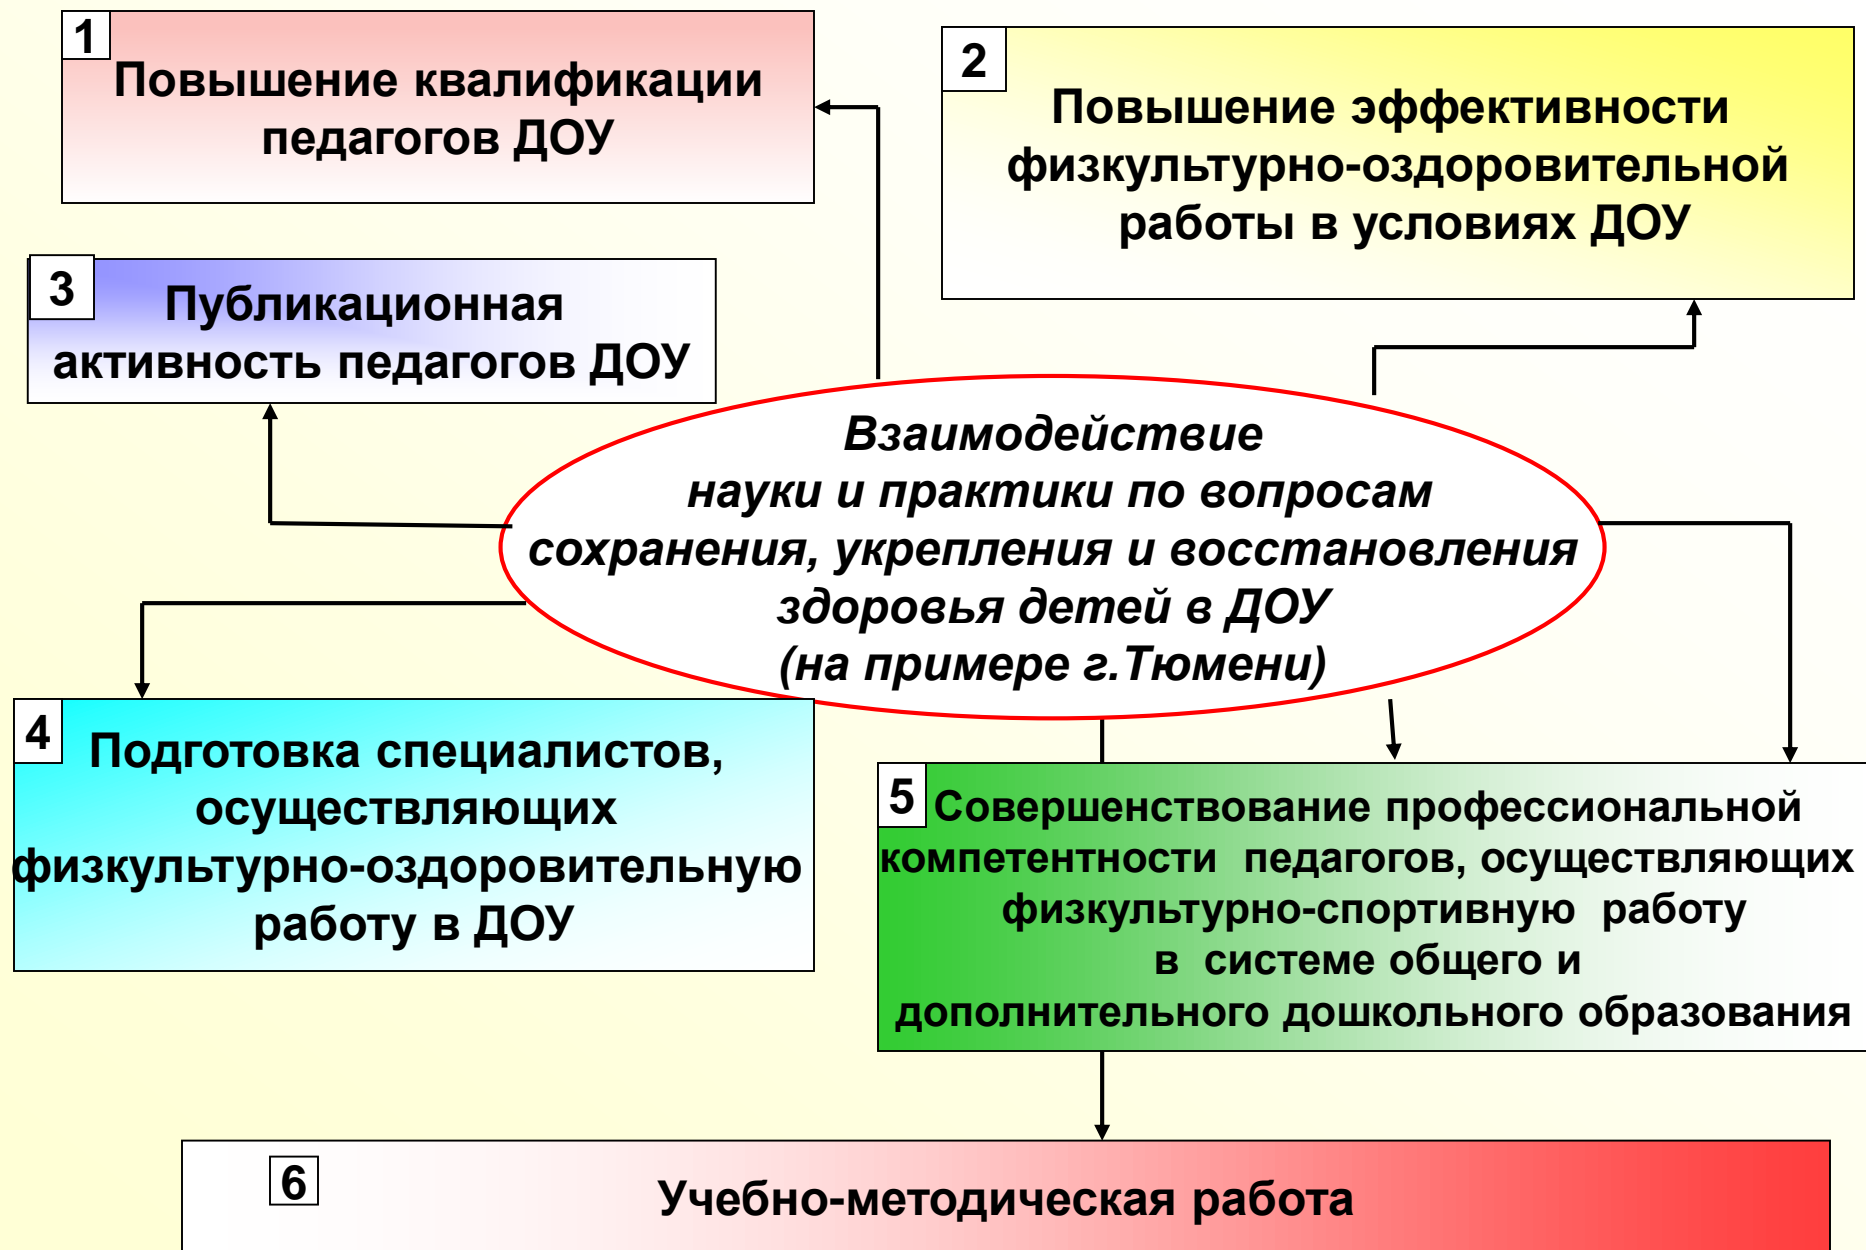 1
Повышение квалификации
педагогов ДОУ
2
Повышение эффективности
физкультурно-оздоровительной
работы в условиях ДОУ
3
Публикационная
активность педагогов ДОУ
Взаимодействие
науки и практики по вопросам
сохранения, укрепления и восстановления
здоровья детей в ДОУ
(на примере г.Тюмени)
4
Подготовка специалистов,
осуществляющих
физкультурно-оздоровительную
работу в ДОУ
5
Совершенствование профессиональной
компетентности педагогов, осуществляющих
физкультурно-спортивную работу
в системе общего и
дополнительного дошкольного образования
6
Учебно-методическая работа